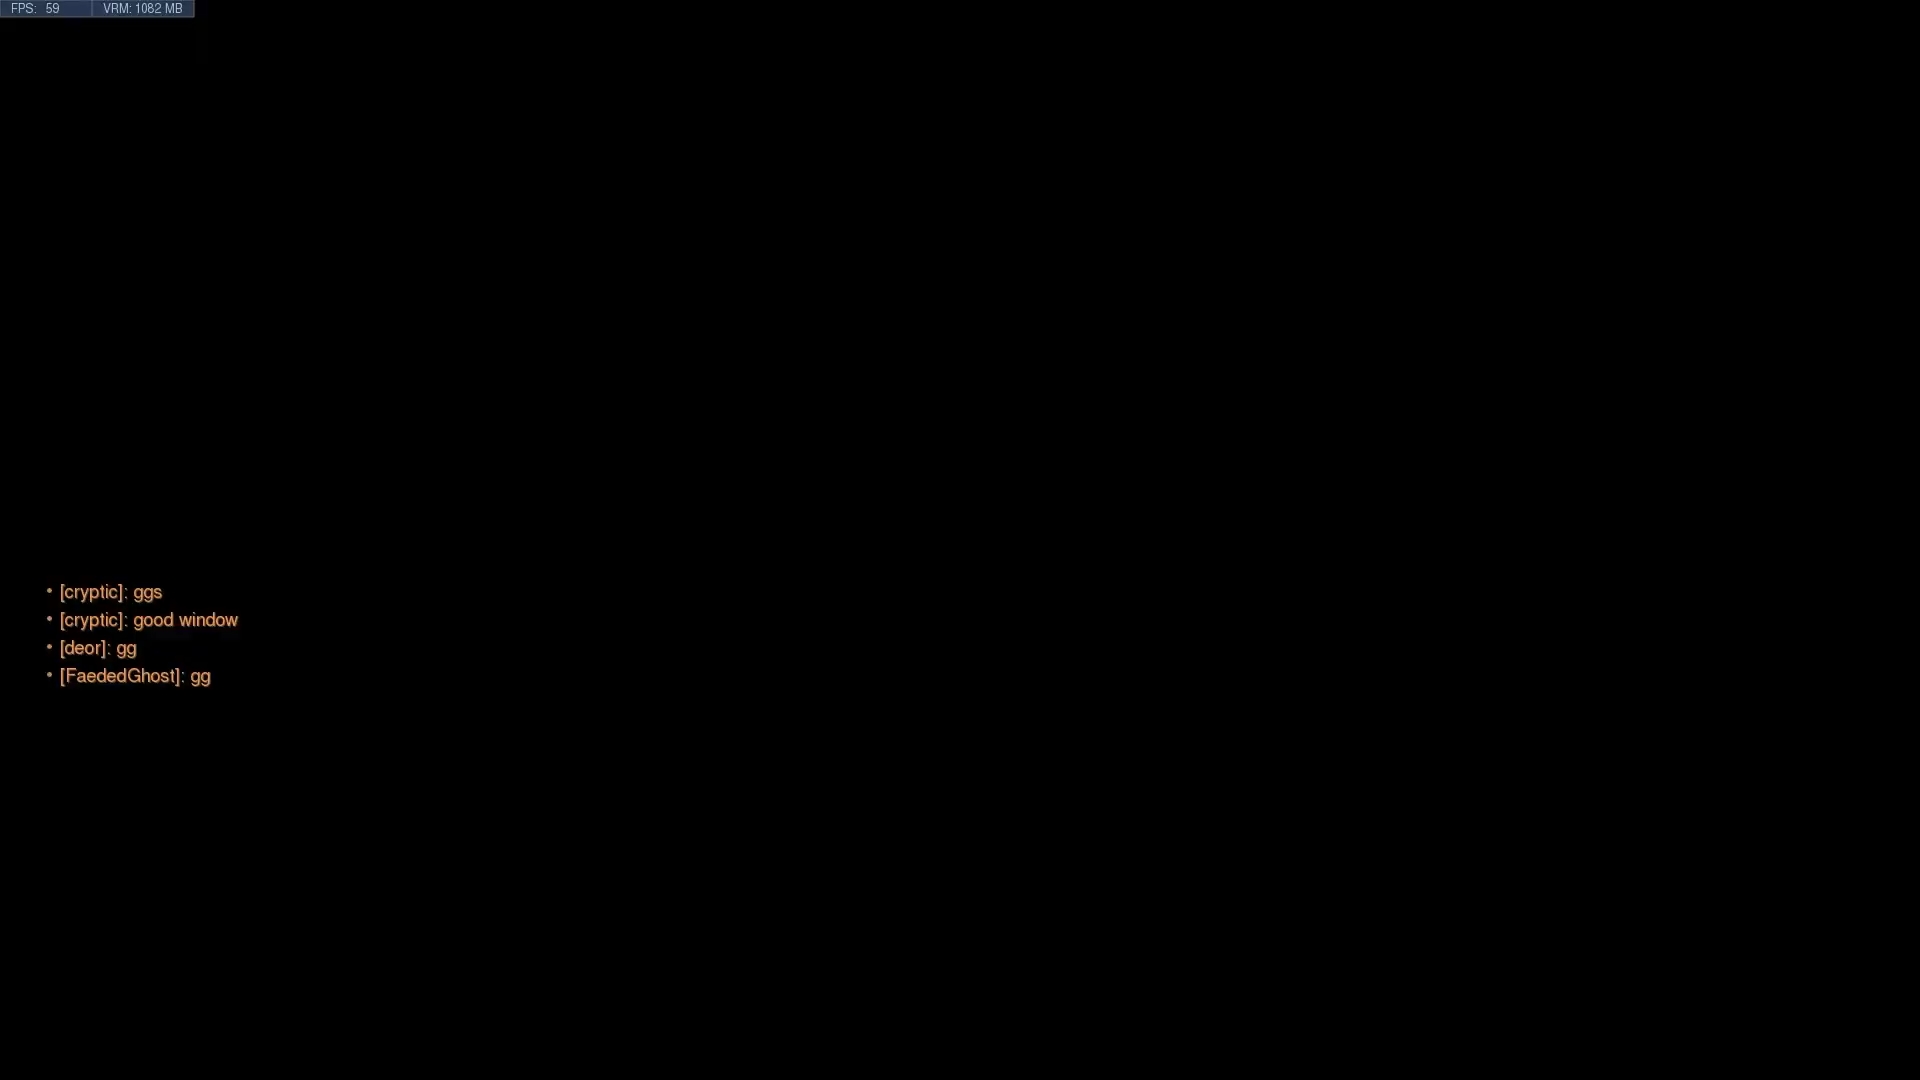 FPS: 59 VRM: 1082 MB
• [cryptic]: ggs
• [cryptic]: good window
• [deor]: gg
• [FaededGhost]: gg